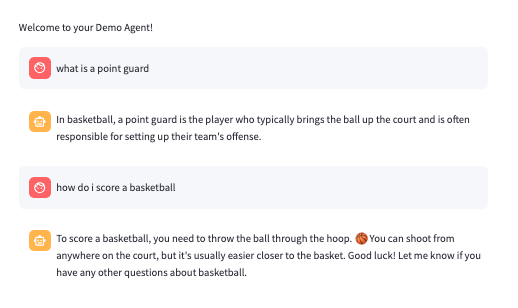 Welcome to your Demo Agent!
what is a point guard
In basketball, a point guard is the player who typically brings the ball up the court and is often
responsible for setting up their team's offense.
how do i score a basketball
To score a basketball, you need to throw the ball through the hoop. 🏀 You can shoot from
anywhere on the court, but it's usually easier closer to the basket. Good luck! Let me know if you
have any other questions about basketball.